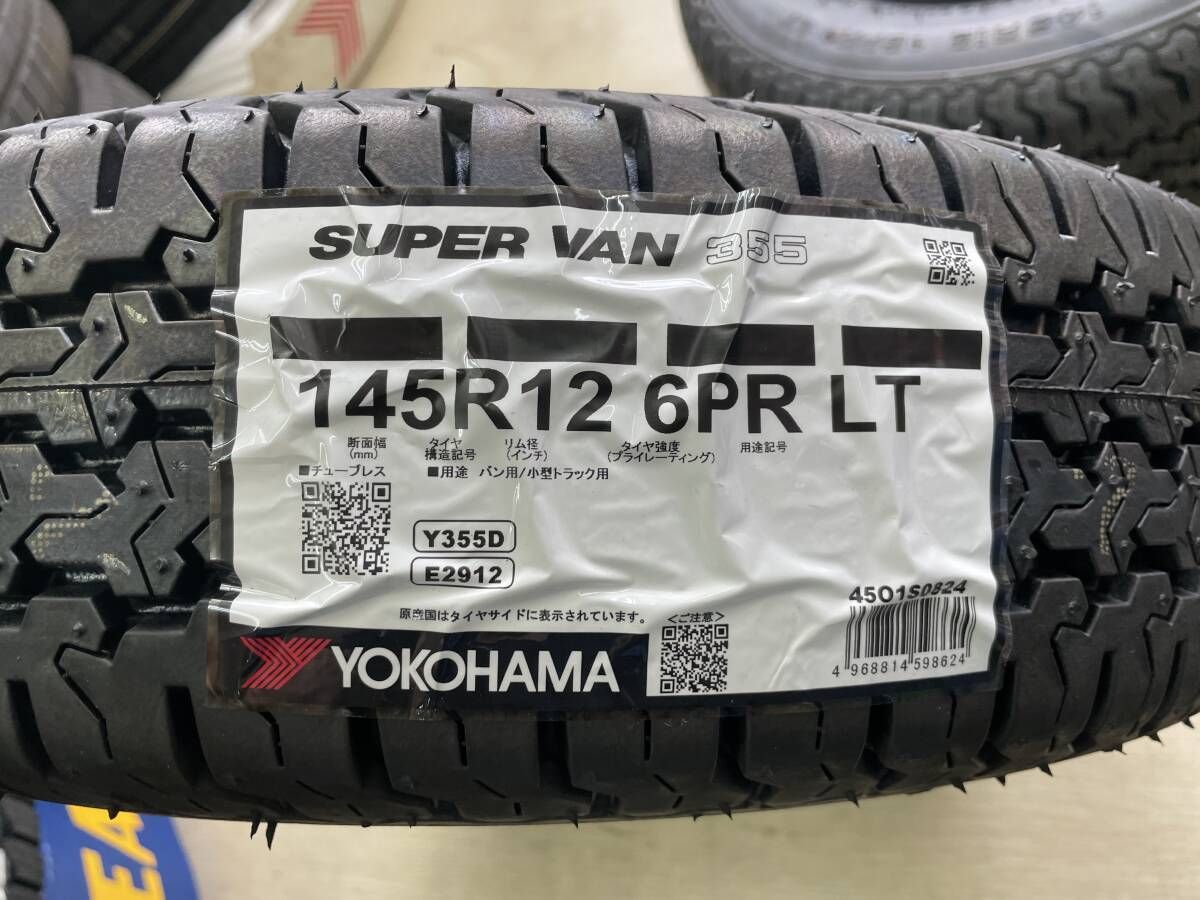 145R12
SUPER VAN 355
145R12 6PR LT
断面幅 タイヤ リム径 タイヤ強度 用途記号
(mm) 構造記号 (インチ) (プライレーティング)
■チューブレス ■用途 バン用/小型トラック用
Y355D
E2912
4501S0824
原産国はタイヤサイドに表示されています。 <ご注意>
YOKOHAMA
4 968814 598624
EA